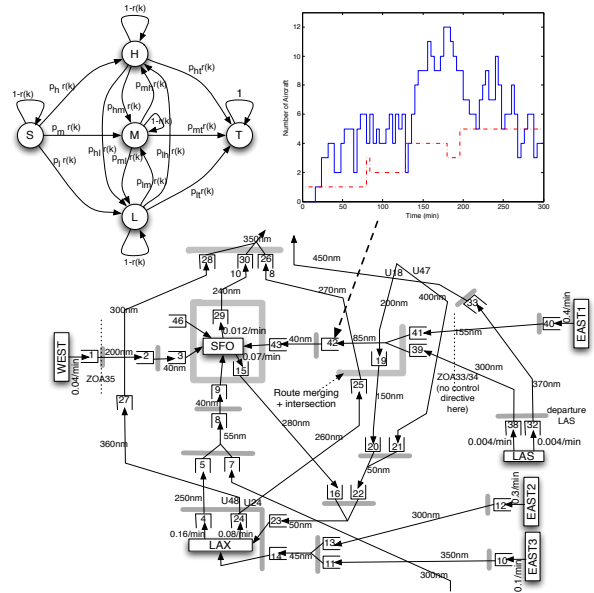 1-r(k)
H
p_h r(k)
p_ht r(k)
p_hm r(k)
p_mh r(k)
1-r(k)
1-r(k)
1
S
p_m r(k)
M
p_mt r(k)
T
p_hl r(k)
p_ml r(k)
p_lh r(k)
p_l r(k)
p_lm r(k)
p_lt r(k)
L
1-r(k)
Number of Aircraft
12
10
8
6
4
2
0
0
50
100
150
200
250
300
Time (min)
350nm
28
30
26
10
8
450nm
U18
U47
240nm
270nm
200nm
400nm
33
300nm
29
46
0.012/min
SFO
0.07/min
43
40nm
42
85nm
41
39
55nm
40
0.4/min
EAST1
WEST
0.04/min
1
200nm
2
3
40nm
ZOA35
15
19
25
Route merging
+ intersection
ZOA33/34
(no control
directive
here)
300nm
370nm
27
9
40nm
8
150nm
departure
LAS
38
32
0.004/min
0.004/min
LAS
280nm
260nm
55nm
20
21
50nm
360nm
5
7
16
22
250nm
U48
U24
4
24
0.16/min
0.08/min
LAX
23
50nm
300nm
12
0.3/min
EAST2
13
14
45nm
11
350nm
10
0.1/min
EAST3
300nm